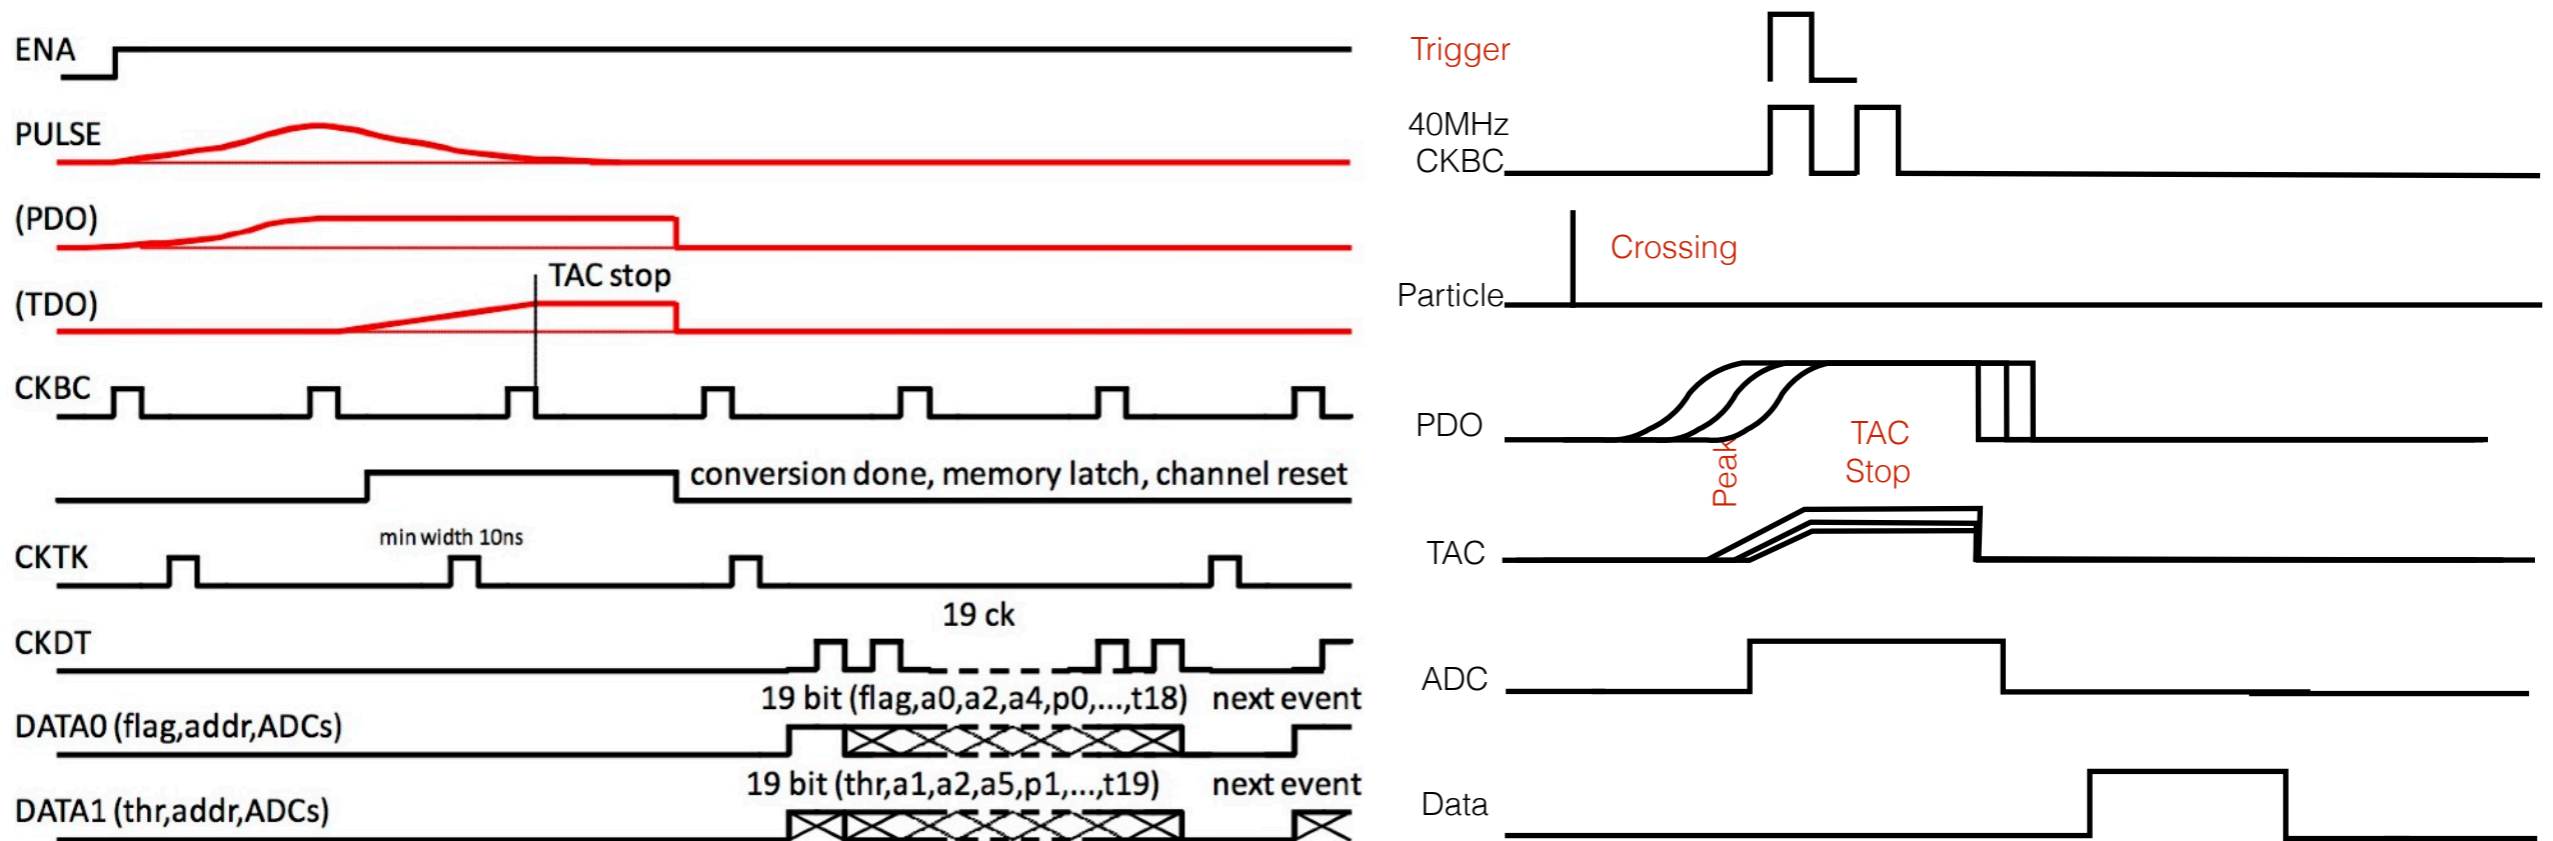 ENA
PULSE
(PDO)
TAC stop
(TDO)
CKBC
conversion done, memory latch, channel reset
min width 10ns
CKTK
19 ck
CKDT
19 bit (flag,a0,a2,a4,p0,...,t18) next event
DATA0 (flag,addr,ADCs)
19 bit (thr,a1,a2,a5,p1,...,t19) next event
DATA1 (thr,addr,ADCs)
Trigger
40MHz
CKBC
Crossing
Particle
PDO
TAC
Stop
Peak
TAC
ADC
Data